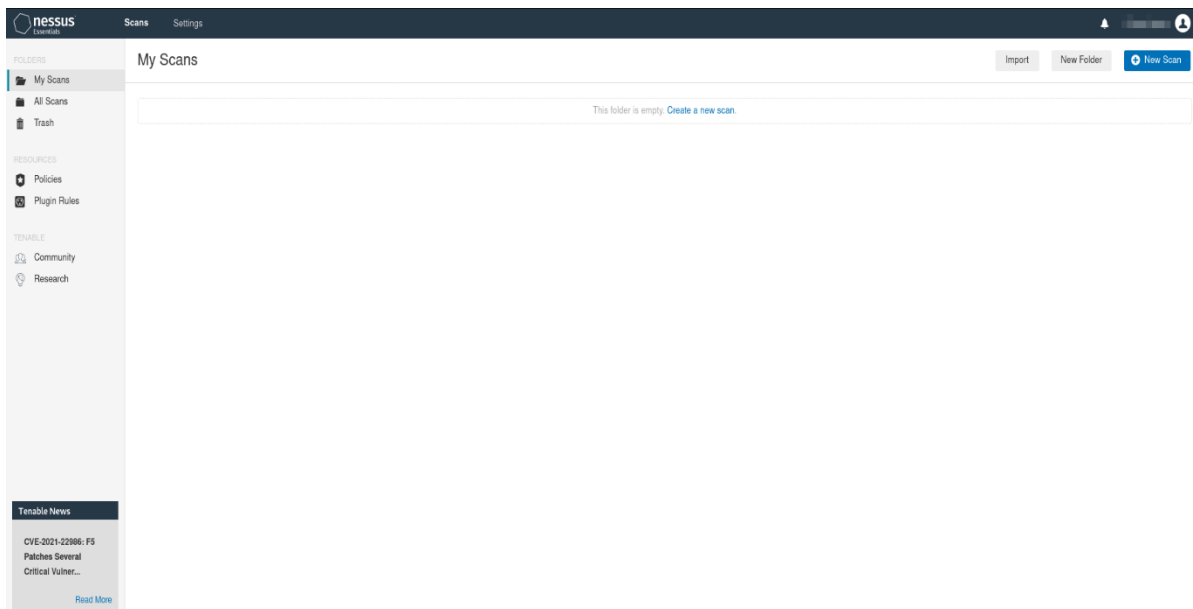 nessus
Essentials
Scans Settings
FOLDERS
My Scans
All Scans
Trash
RESOURCES
Policies
Plugin Rules
TENABLE
Community
Research
Tenable News
CVE-2021-22986: F5
Patches Several
Critical Vulner...
Read More
My Scans
Import New Folder New Scan
This folder is empty. Create a new scan.